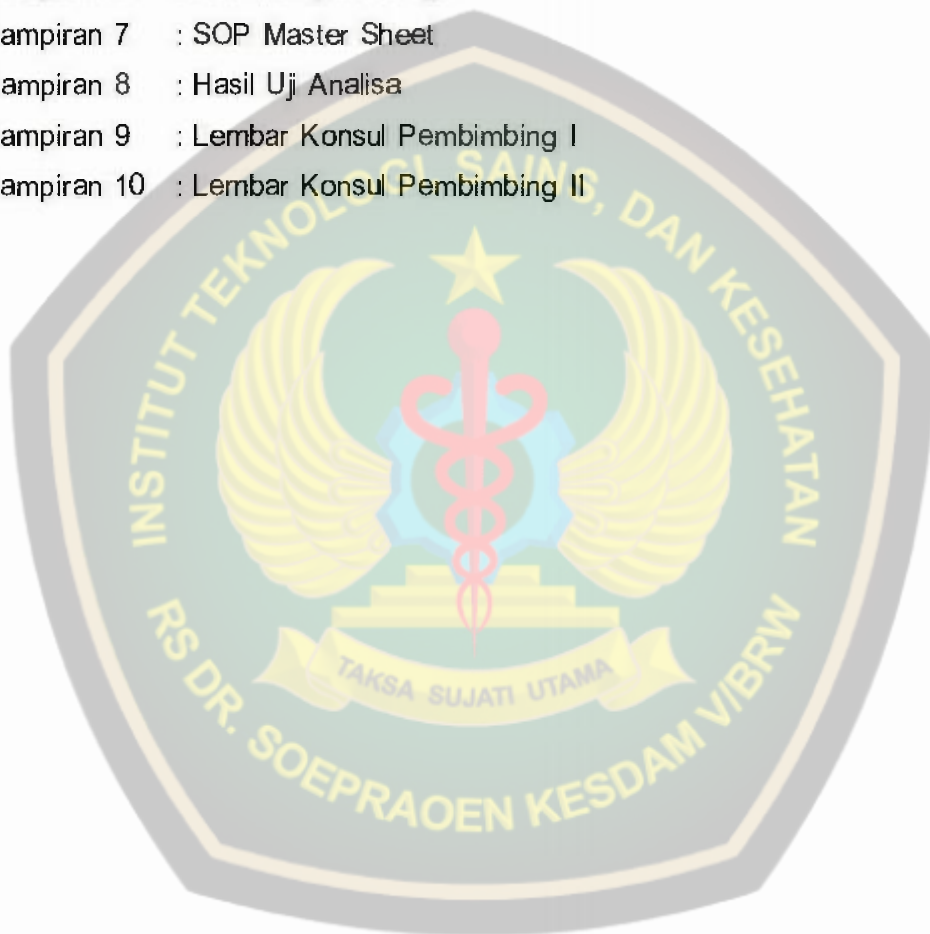 ampiran 7 : SOP Master Sheet
ampiran 8 : Hasil Uji Analisa
ampiran 9 : Lembar Konsul Pembimbing I
ampiran 10 : Lembar Konsul Pembimbing II
INSTITUT TEKNOLOGI, SAINS, DAN KESEHATAN
TAKSA SUJATI UTAMA
RS DR. SOEPRAOEN KESDAM V/BRW